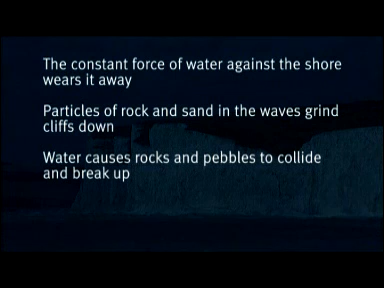 The constant force of water against the shore
wears it away
Particles of rock and sand in the waves grind
cliffs down
Water causes rocks and pebbles to collide
and break up